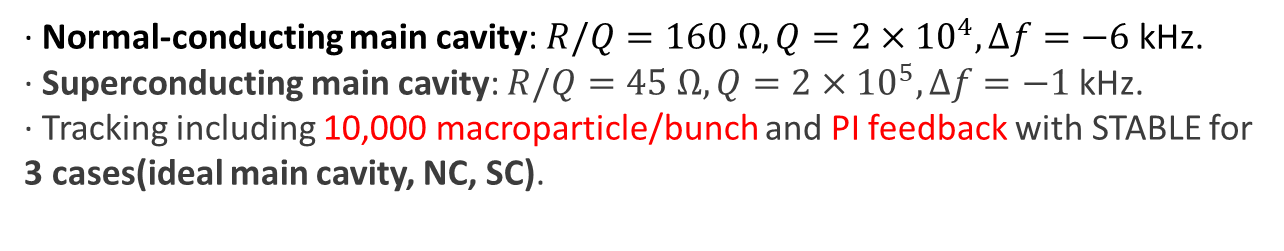 · Normal-conducting main cavity: R/Q = 160 Ω, Q = 2 × 10⁴, Δf = −6 kHz.
· Superconducting main cavity: R/Q = 45 Ω, Q = 2 × 10⁵, Δf = −1 kHz.
· Tracking including 10,000 macroparticle/bunch and PI feedback with STABLE for
3 cases(ideal main cavity, NC, SC).